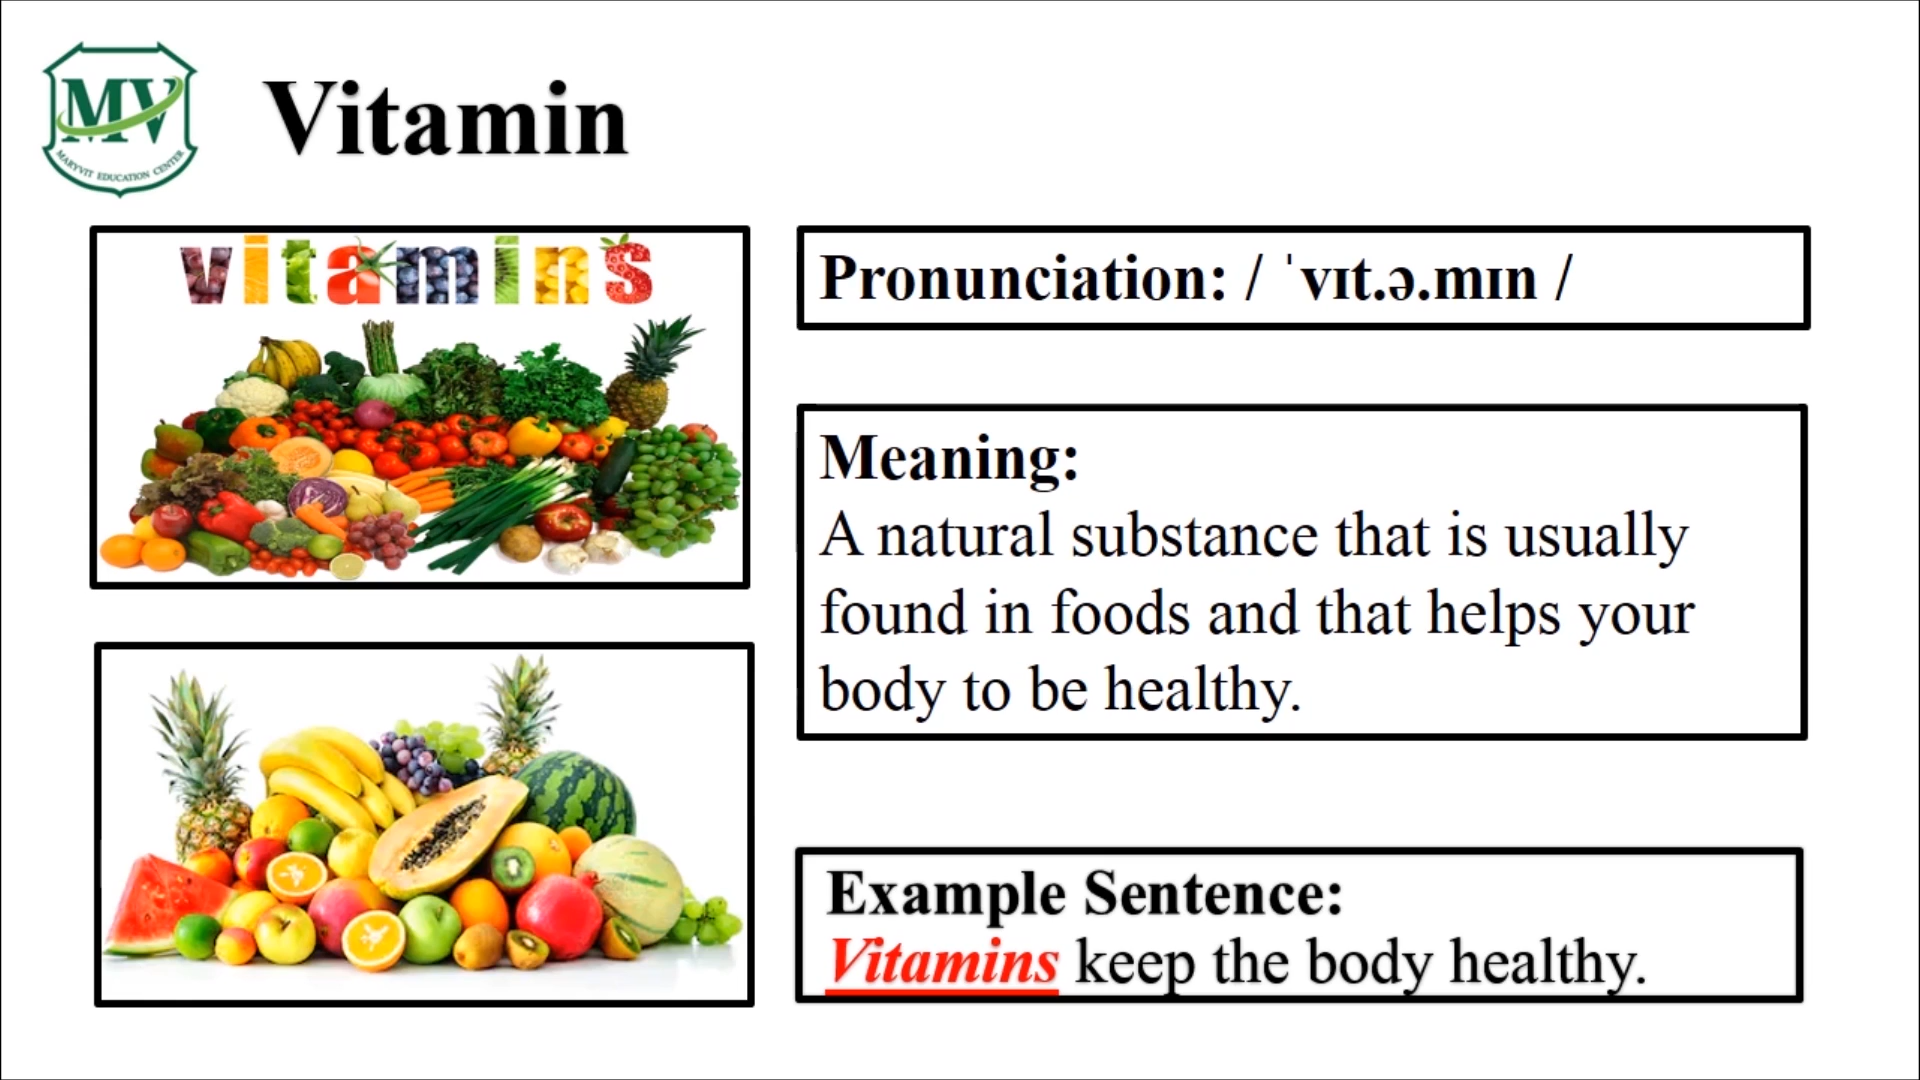 MV
MARYVIT EDUCATION CENTER
Vitamin
vitamins
Pronunciation: / ˈvɪt.ə.mɪn /
Meaning:
A natural substance that is usually
found in foods and that helps your
body to be healthy.
Example Sentence:
Vitamins keep the body healthy.